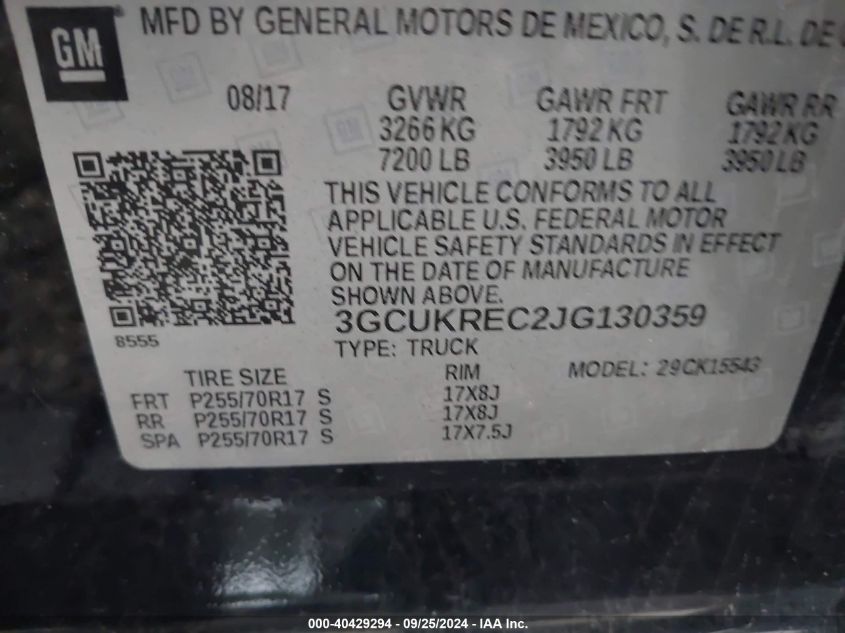 GM
MFD BY GENERAL MOTORS DE MEXICO, S. DE R.L. DE
08/17 GVWR GAWR FRT GAWR RR
3266 KG 1792 KG 1792 KG
7200 LB 3950 LB 3950 LB
THIS VEHICLE CONFORMS TO ALL
APPLICABLE U.S. FEDERAL MOTOR
VEHICLE SAFETY STANDARDS IN EFFECT
ON THE DATE OF MANUFACTURE
SHOWN ABOVE.
3GCUKREC2JG130359
8555
TYPE: TRUCK
MODEL: 29CK15543
TIRE SIZE RIM
FRT P255/70R17 S 17X8J
RR P255/70R17 S 17X8J
SPA P255/70R17 S 17X7.5J
000-40429294 - 09/25/2024 - IAA Inc.